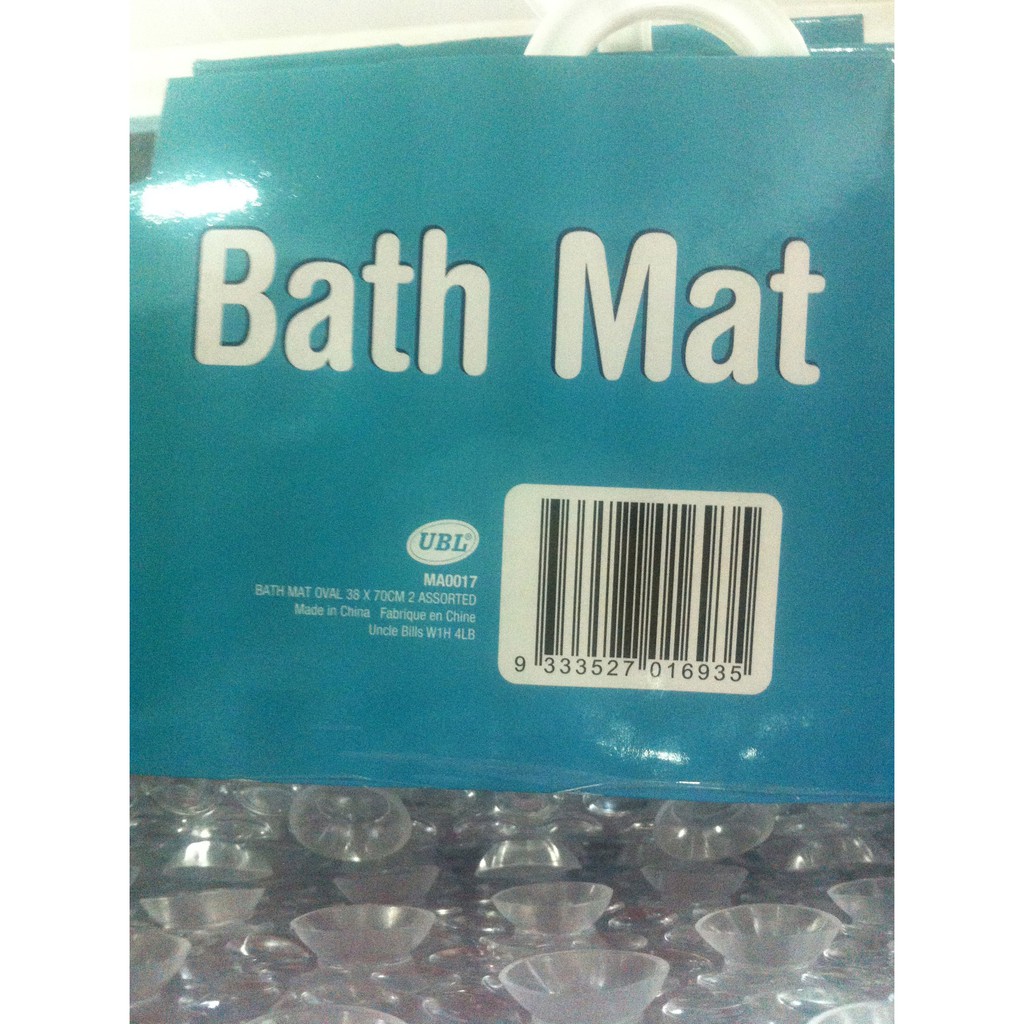 Bath Mat
UBL®
MA0017
BATH MAT OVAL 38 X 70CM 2 ASSORTED
Made in China Fabrique en Chine
Uncle Bills W1H 4LB
9 333527 016935